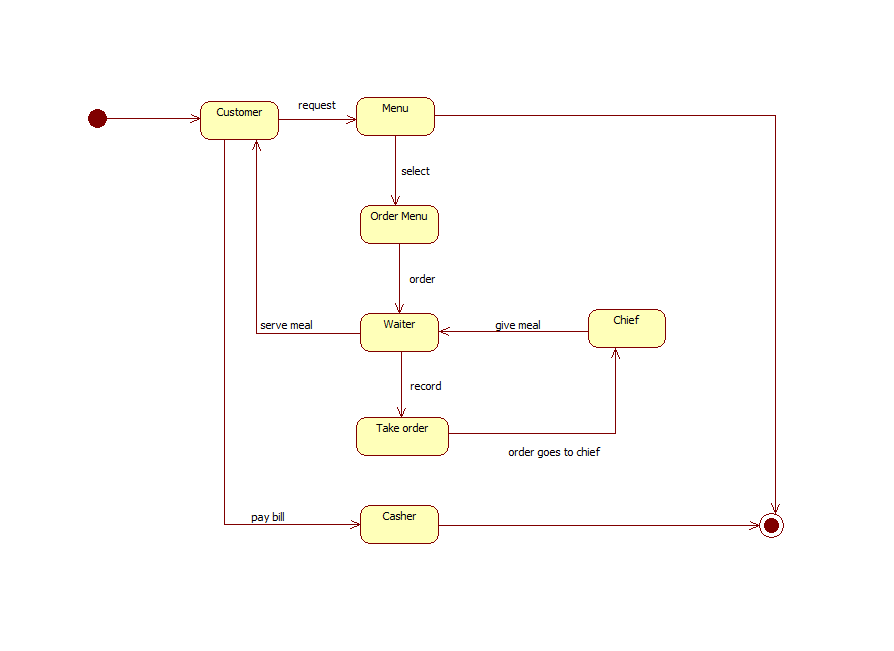 Customer
request
Menu
select
Order Menu
order
Waiter
serve meal
give meal
Chief
record
Take order
order goes to chief
pay bill
Casher